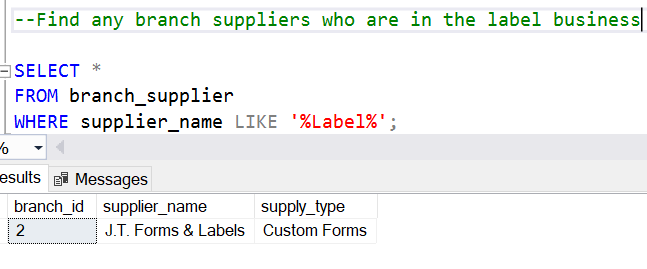 --Find any branch suppliers who are in the label business
SELECT *
FROM branch_supplier
WHERE supplier_name LIKE '%Label%';
%
esults Messages
branch_id supplier_name supply_type
2 J.T. Forms & Labels Custom Forms